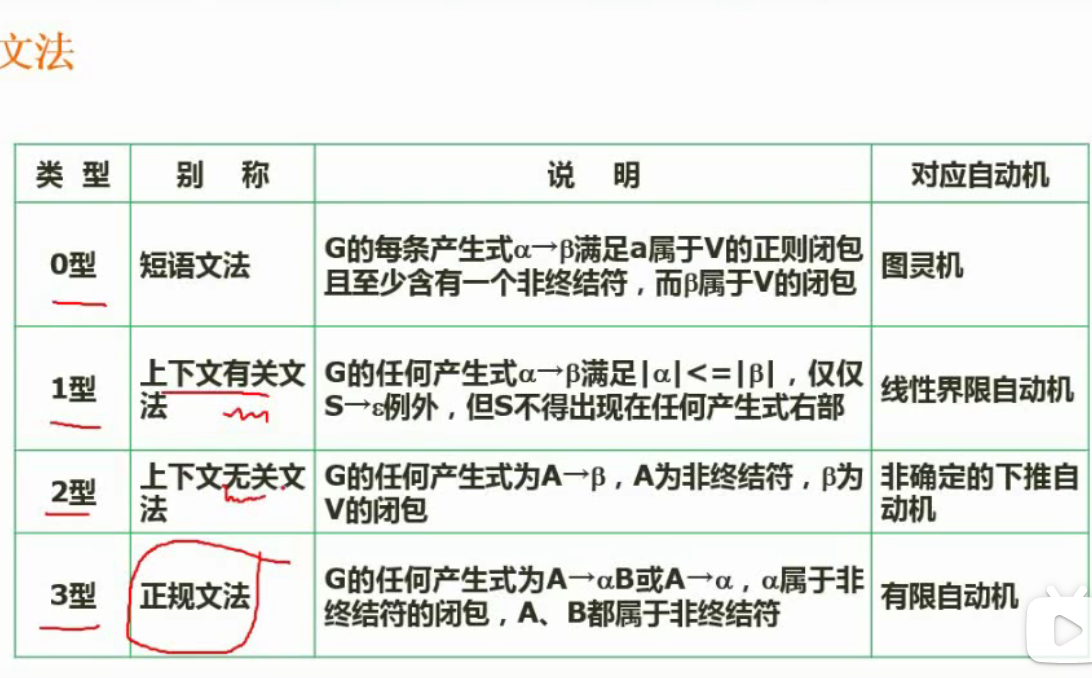 文法
类 型 别 称 说 明 对应自动机
0型 短语文法 G的每条产生式α→β满足a属于V的正则闭包
且至少含有一个非终结符，而β属于V的闭包 图灵机
1型 上下文有关文
法 G的任何产生式α→β满足|α|<=|β|，仅仅
S→ε例外，但S不得出现在任何产生式右部 线性界限自动机
2型 上下文无关文
法 G的任何产生式为A→β，A为非终结符，β为
V的闭包 非确定的下推自
动机
3型 正规文法 G的任何产生式为A→αB或A→α，α属于非
终结符的闭包，A、B都属于非终结符 有限自动机